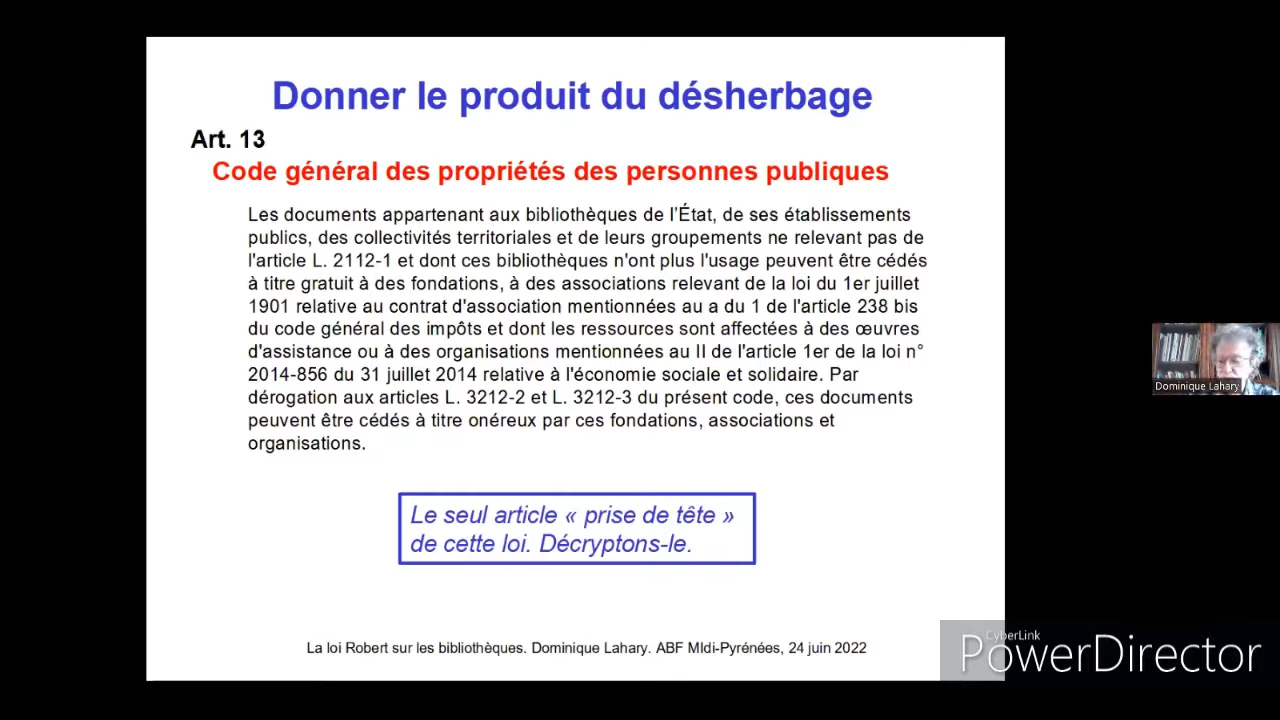 Donner le produit du désherbage
Art. 13
Code général des propriétés des personnes publiques
Les documents appartenant aux bibliothèques de l'État, de ses établissements
publics, des collectivités territoriales et de leurs groupements ne relevant pas de
l'article L. 2112-1 et dont ces bibliothèques n'ont plus l'usage peuvent être cédés
à titre gratuit à des fondations, à des associations relevant de la loi du 1er juillet
1901 relative au contrat d'association mentionnées au a du 1 de l'article 238 bis
du code général des impôts et dont les ressources sont affectées à des œuvres
d'assistance ou à des organisations mentionnées au II de l'article 1er de la loi n°
2014-856 du 31 juillet 2014 relative à l'économie sociale et solidaire. Par
dérogation aux articles L. 3212-2 et L. 3212-3 du présent code, ces documents
peuvent être cédés à titre onéreux par ces fondations, associations et
organisations.
Le seul article « prise de tête »
de cette loi. Décryptons-le.
La loi Robert sur les bibliothèques. Dominique Lahary. ABF MIdi-Pyrénées, 24 juin 2022
Dominique Lahary
CyberLink
PowerDirector